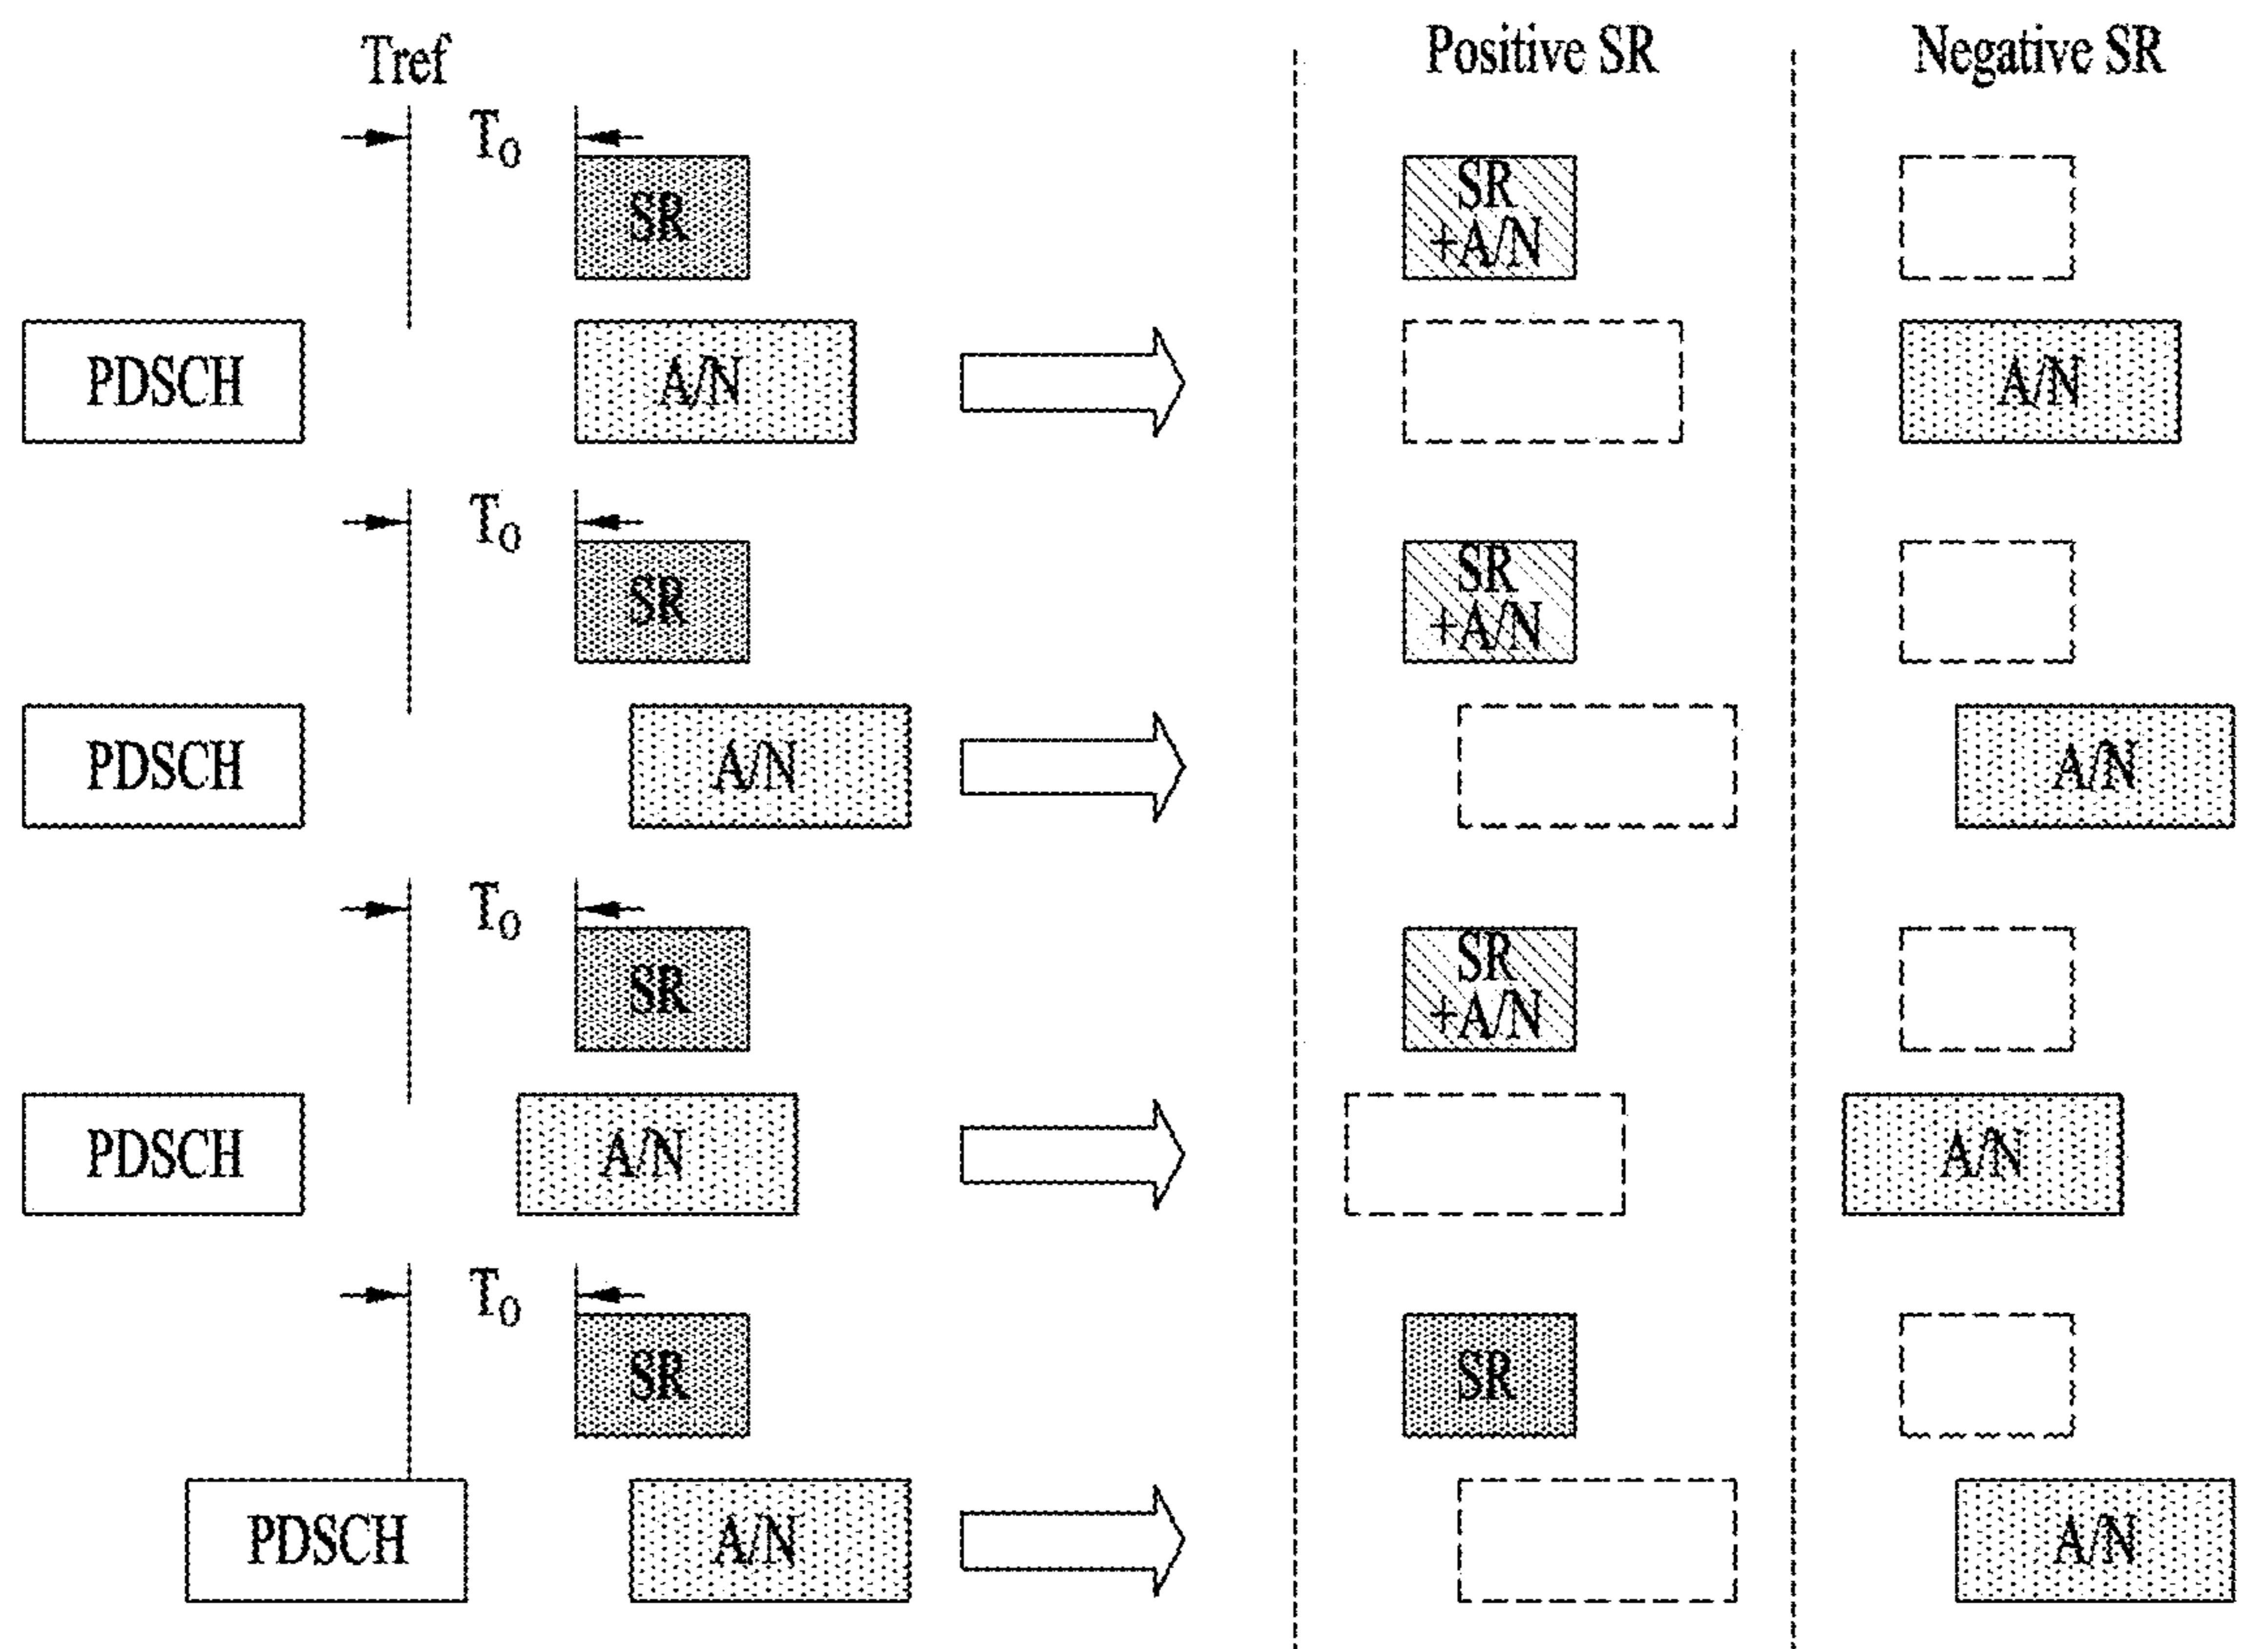 Tref
Positive SR
Negative SR
T0
SR
SR
+A/N
PDSCH
A/N
A/N
T0
SR
SR
+A/N
PDSCH
A/N
A/N
T0
SR
SR
+A/N
PDSCH
A/N
A/N
T0
SR
SR
PDSCH
A/N
A/N